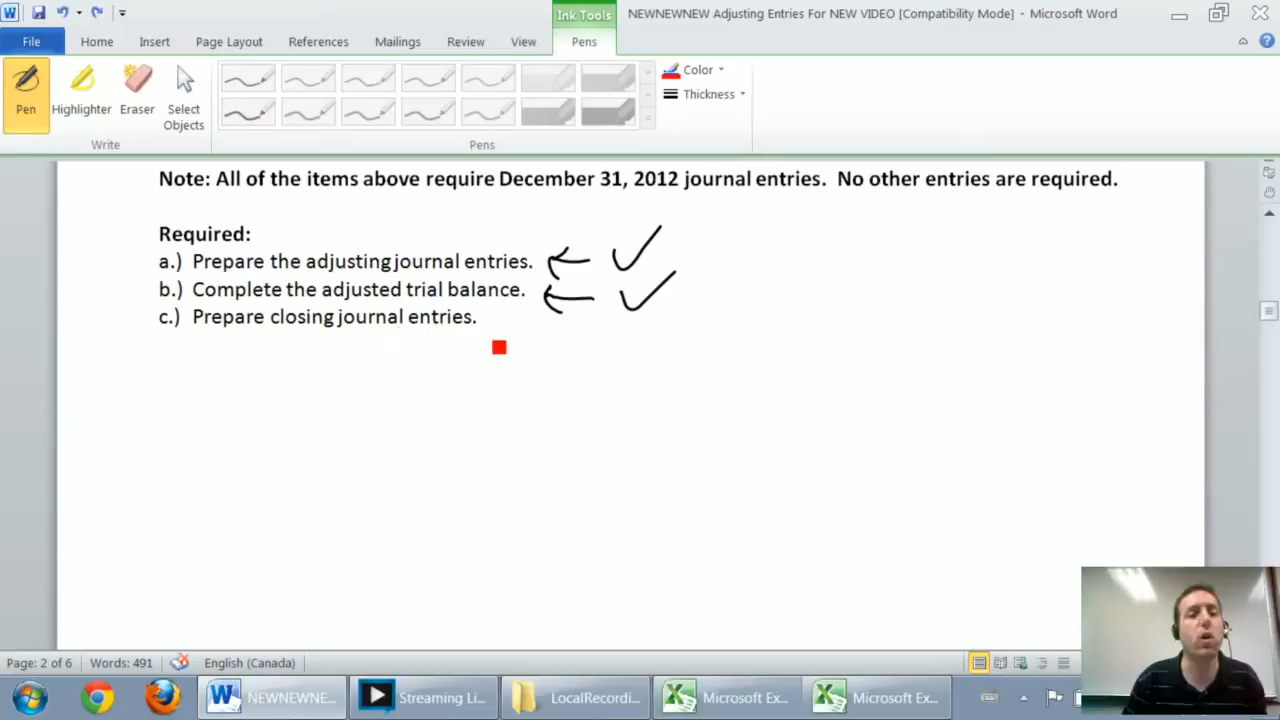 Ink Tools
NEWNEWNEW Adjusting Entries For NEW VIDEO [Compatibility Mode] - Microsoft Word
File Home Insert Page Layout References Mailings Review View Pens
Pen Highlighter Eraser Select Objects
Color
Thickness
Write Pens
Note: All of the items above require December 31, 2012 journal entries. No other entries are required.
Required:
a.) Prepare the adjusting journal entries.
b.) Complete the adjusted trial balance.
c.) Prepare closing journal entries.
Page: 2 of 6 Words: 491 English (Canada)
NEWNEWNE... Streaming Li... LocalRecordi... Microsoft Ex... Microsoft Ex...